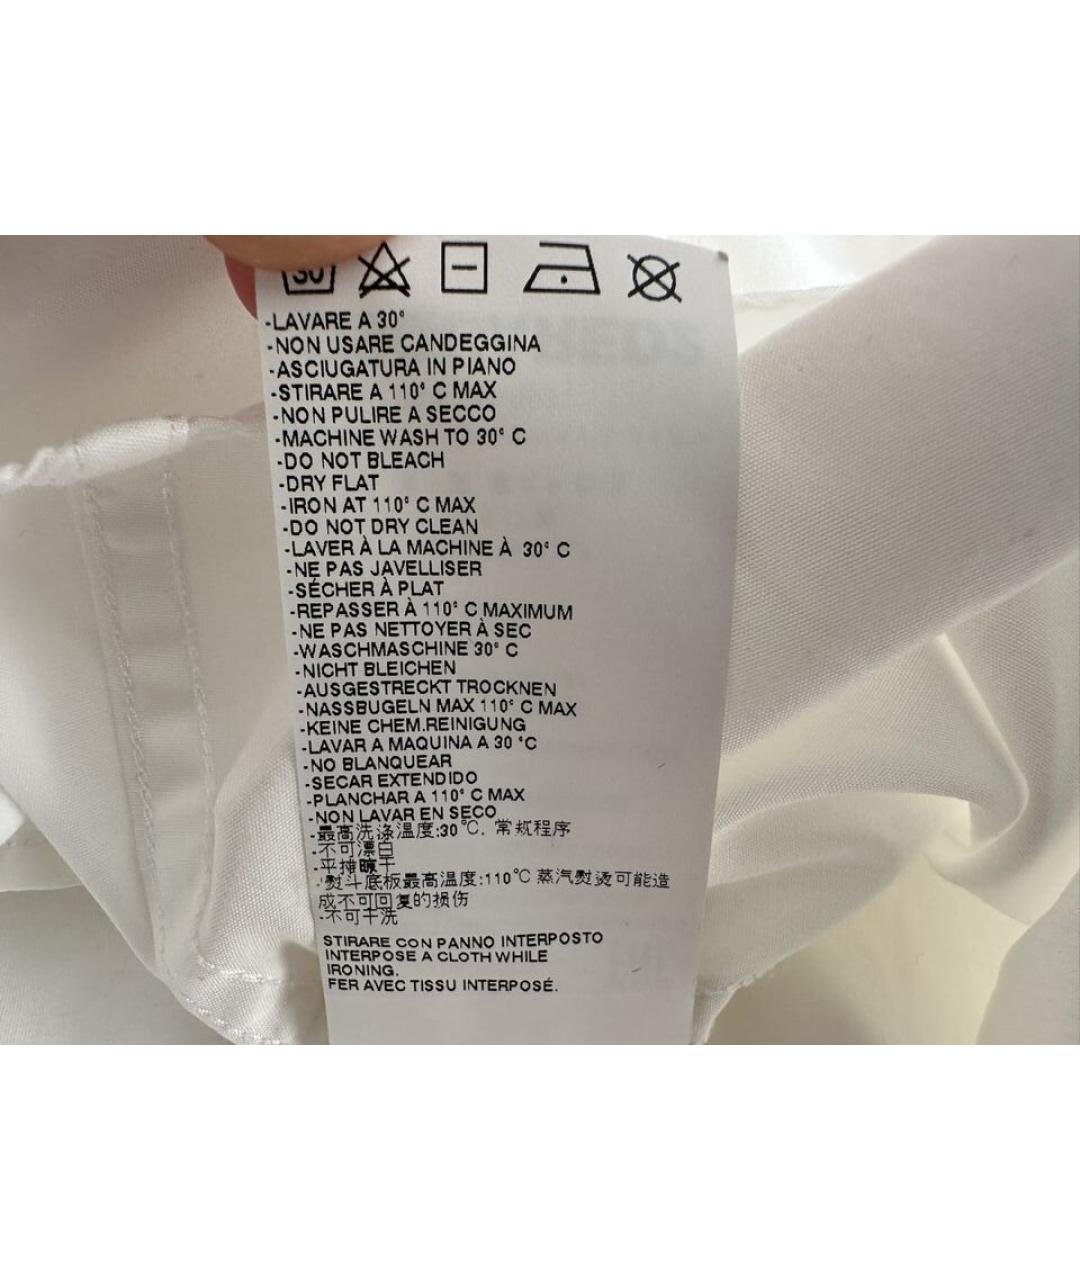 30
-LAVARE A 30°
-NON USARE CANDEGGINA
-ASCIUGATURA IN PIANO
-STIRARE A 110° C MAX
-NON PULIRE A SECCO
-MACHINE WASH TO 30° C
-DO NOT BLEACH
-DRY FLAT
-IRON AT 110° C MAX
-DO NOT DRY CLEAN
-LAVER À LA MACHINE À 30° C
-NE PAS JAVELLISER
-SÉCHER À PLAT
-REPASSER À 110° C MAXIMUM
-NE PAS NETTOYER À SEC
-WASCHMASCHINE 30° C
-NICHT BLEICHEN
-AUSGESTRECKT TROCKNEN
-NASSBUGELN MAX 110° C MAX
-KEINE CHEM.REINIGUNG
-LAVAR A MAQUINA A 30 °C
-NO BLANQUEAR
-SECAR EXTENDIDO
-PLANCHAR A 110° C MAX
-NON LAVAR EN SECO
-最高洗涤温度:30℃. 常规程序
-不可漂白
-平摊晾干
-熨斗底板最高温度:110℃ 蒸汽熨烫可能造
成不可回复的损伤
-不可干洗
STIRARE CON PANNO INTERPOSTO
INTERPOSE A CLOTH WHILE
IRONING.
FER AVEC TISSU INTERPOSÉ.